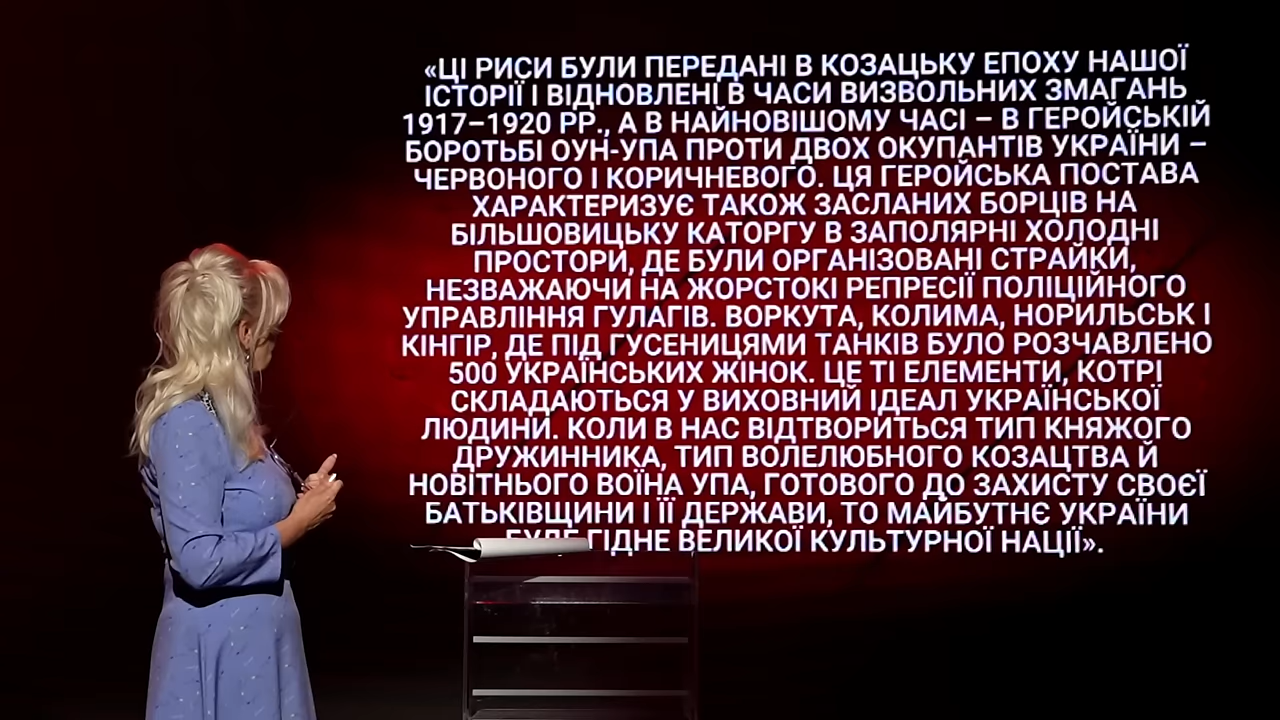 «ЦІ РИСИ БУЛИ ПЕРЕДАНІ В КОЗАЦЬКУ ЕПОХУ НАШОЇ
ІСТОРІЇ І ВІДНОВЛЕНІ В ЧАСИ ВИЗВОЛЬНИХ ЗМАГАНЬ
1917–1920 РР., А В НАЙНОВІШОМУ ЧАСІ – В ГЕРОЙСЬКІЙ
БОРОТЬБІ ОУН-УПА ПРОТИ ДВОХ ОКУПАНТІВ УКРАЇНИ –
ЧЕРВОНОГО І КОРИЧНЕВОГО. ЦЯ ГЕРОЙСЬКА ПОСТАВА
ХАРАКТЕРИЗУЄ ТАКОЖ ЗАСЛАНИХ БОРЦІВ НА
БІЛЬШОВИЦЬКУ КАТОРГУ В ЗАПОЛЯРНІ ХОЛОДНІ
ПРОСТОРИ, ДЕ БУЛИ ОРГАНІЗОВАНІ СТРАЙКИ,
НЕЗВАЖАЮЧИ НА ЖОРСТОКІ РЕПРЕСІЇ ПОЛІЦІЙНОГО
УПРАВЛІННЯ ГУЛАГІВ. ВОРКУТА, КОЛИМА, НОРИЛЬСЬК І
КІНГІР, ДЕ ПІД ГУСЕНИЦЯМИ ТАНКІВ БУЛО РОЗЧАВЛЕНО
500 УКРАЇНСЬКИХ ЖІНОК. ЦЕ ТІ ЕЛЕМЕНТИ, КОТРІ
СКЛАДАЮТЬСЯ У ВИХОВНИЙ ІДЕАЛ УКРАЇНСЬКОЇ
ЛЮДИНИ. КОЛИ В НАС ВІДТВОРИТЬСЯ ТИП КНЯЖОГО
ДРУЖИННИКА, ТИП ВОЛЕЛЮБНОГО КОЗАЦТВА Й
НОВІТНЬОГО ВОЇНА УПА, ГОТОВОГО ДО ЗАХИСТУ СВОЄЇ
БАТЬКІВЩИНИ І ЇЇ ДЕРЖАВИ, ТО МАЙБУТНЄ УКРАЇНИ
БУДЕ ГІДНЕ ВЕЛИКОЇ КУЛЬТУРНОЇ НАЦІЇ».